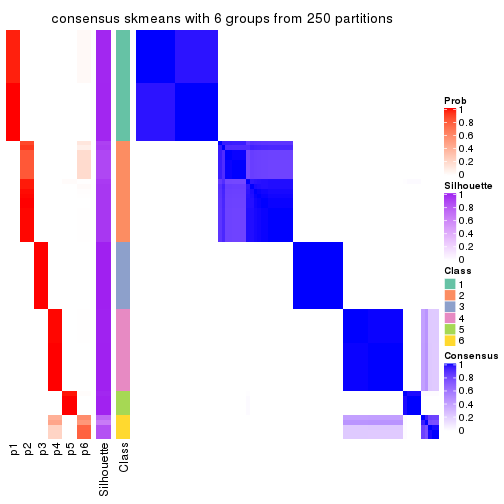 consensus skmeans with 6 groups from 250 partitions
Prob
1
0.8
0.6
0.4
0.2
0
Silhouette
1
0.8
0.6
0.4
0.2
0
Class
1
2
3
4
5
6
Consensus
1
0.8
0.6
0.4
0.2
0
p1
p2
p3
p4
p5
p6
Silhouette
Class